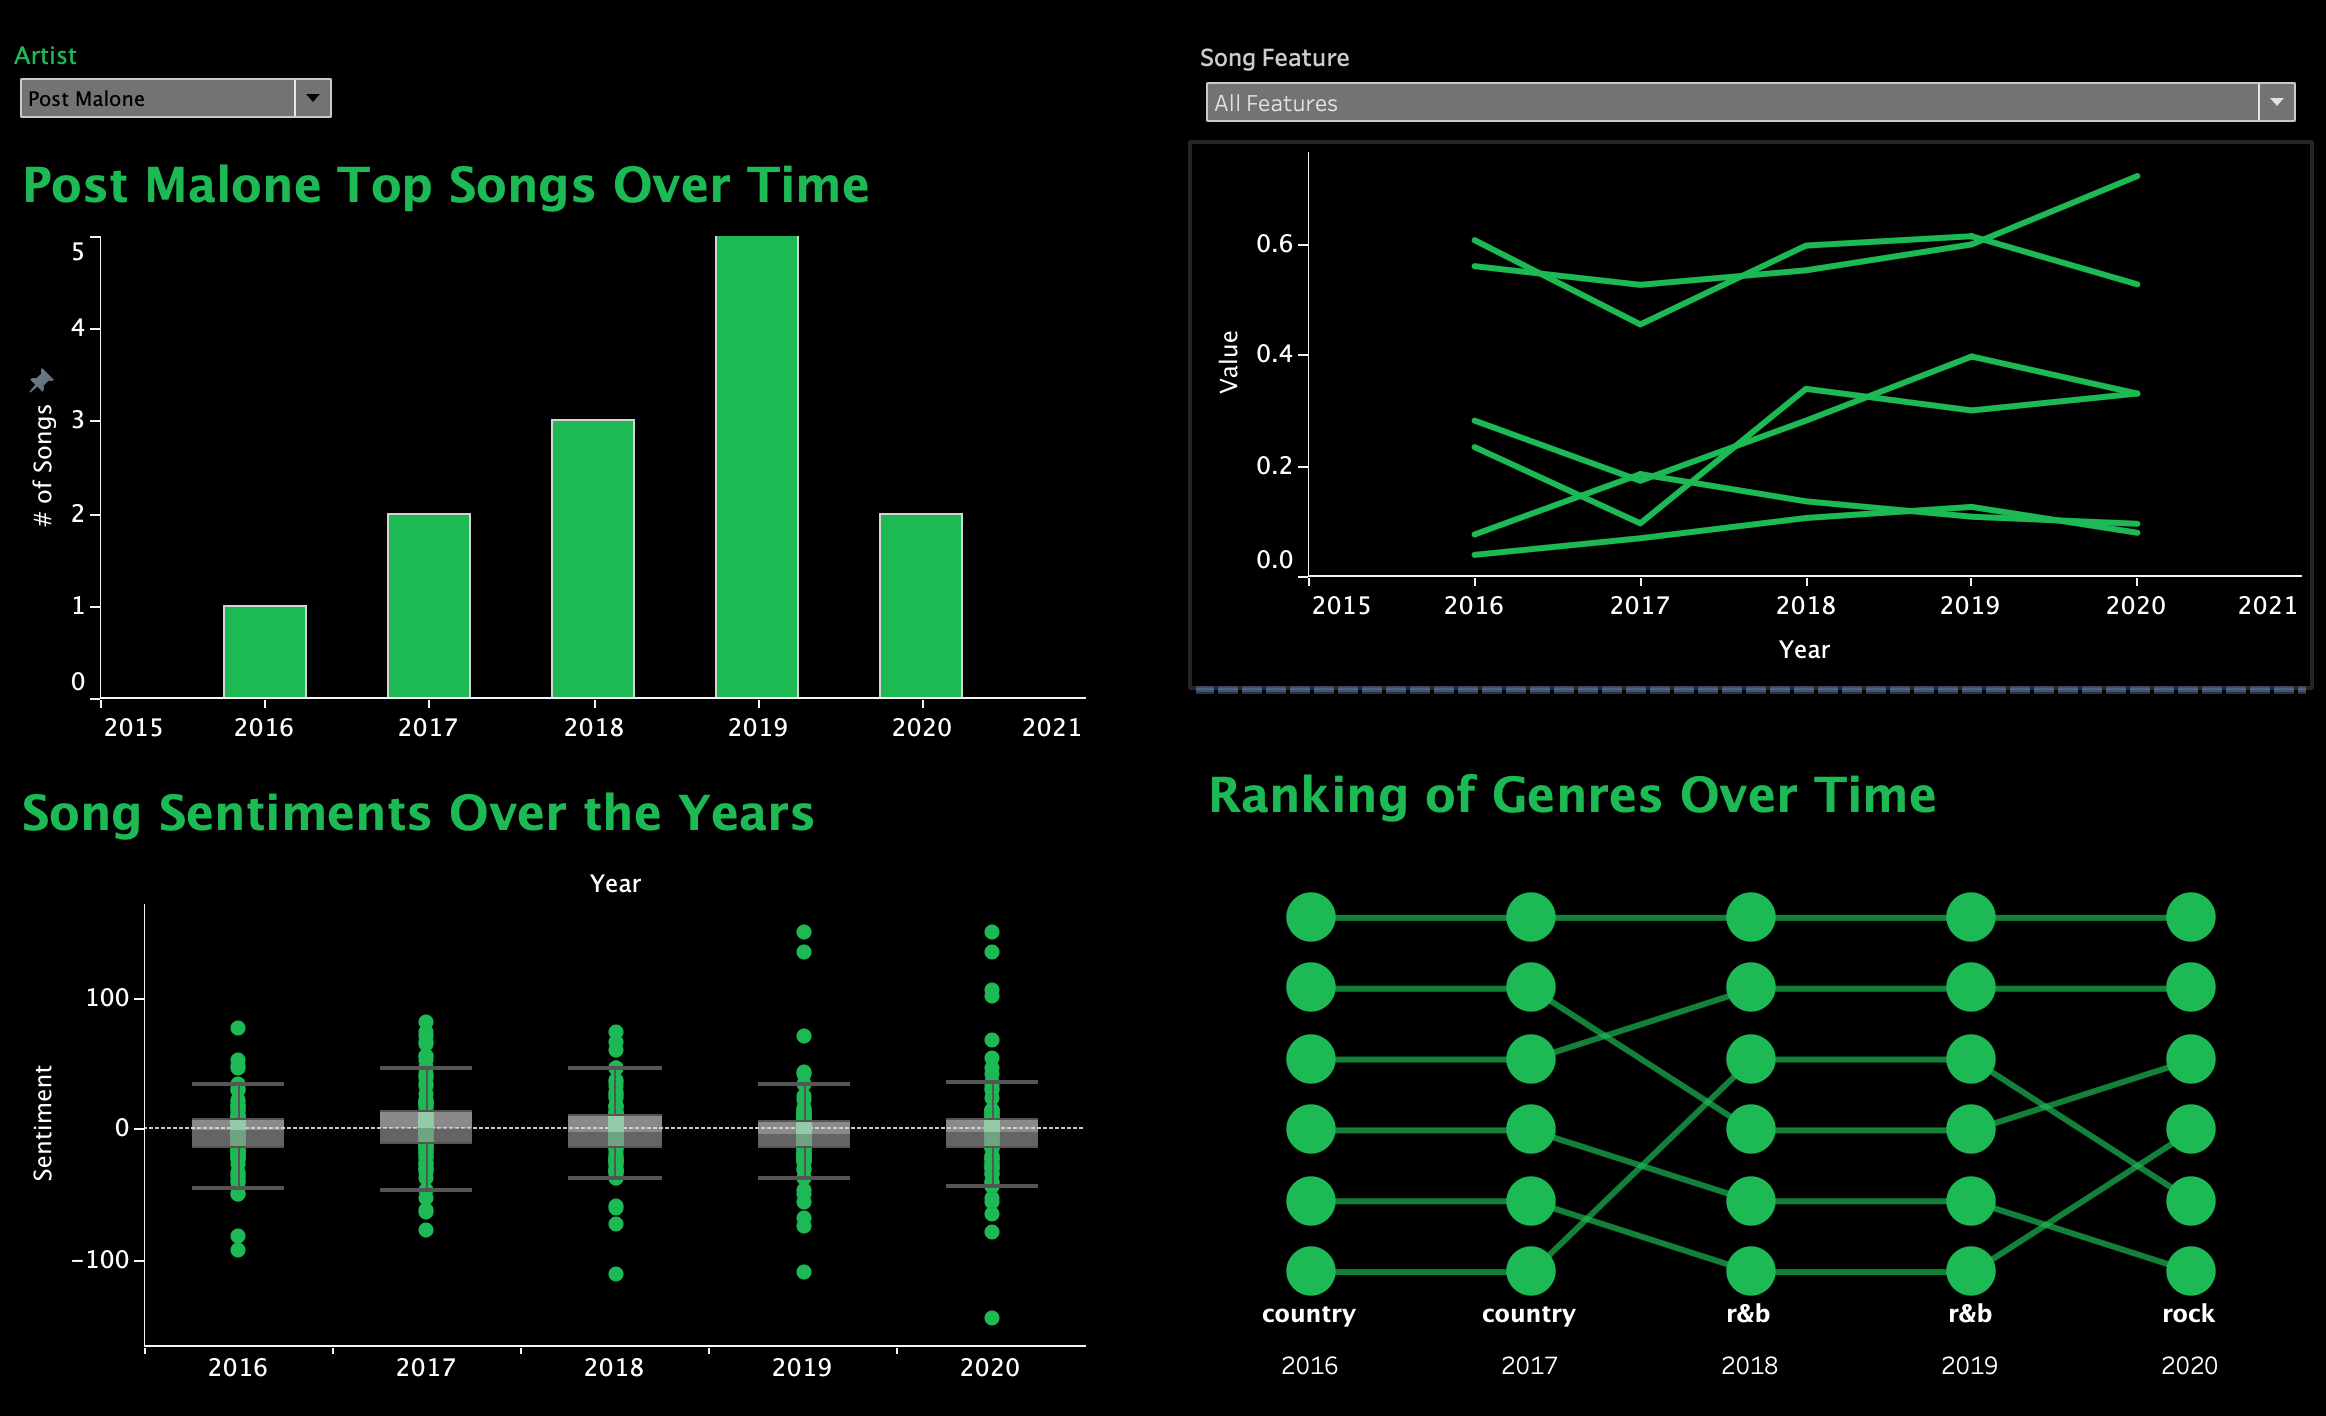 Artist
Post Malone
Song Feature
All Features
Post Malone Top Songs Over Time
5
4
3
2
1
0
# of Songs
2015 2016 2017 2018 2019 2020 2021
0.6
0.4
0.2
0.0
Value
2015 2016 2017 2018 2019 2020 2021
Year
Song Sentiments Over the Years
Year
100
0
-100
Sentiment
2016 2017 2018 2019 2020
Ranking of Genres Over Time
country country r&b r&b rock
2016 2017 2018 2019 2020